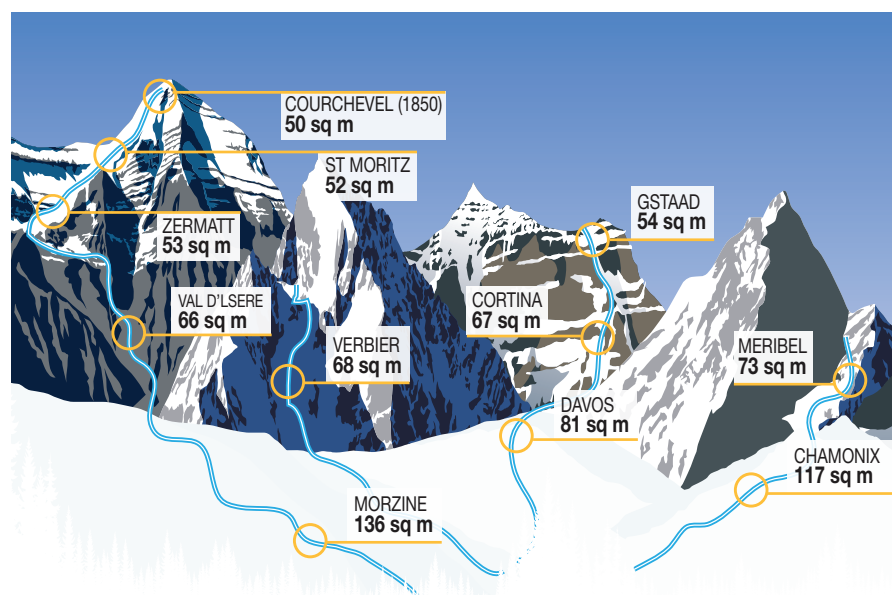 COURCHEVEL (1850)
50 sq m
ST MORITZ
52 sq m
ZERMATT
53 sq m
GSTAAD
54 sq m
VAL D'LSERE
66 sq m
CORTINA
67 sq m
VERBIER
68 sq m
MERIBEL
73 sq m
DAVOS
81 sq m
CHAMONIX
117 sq m
MORZINE
136 sq m